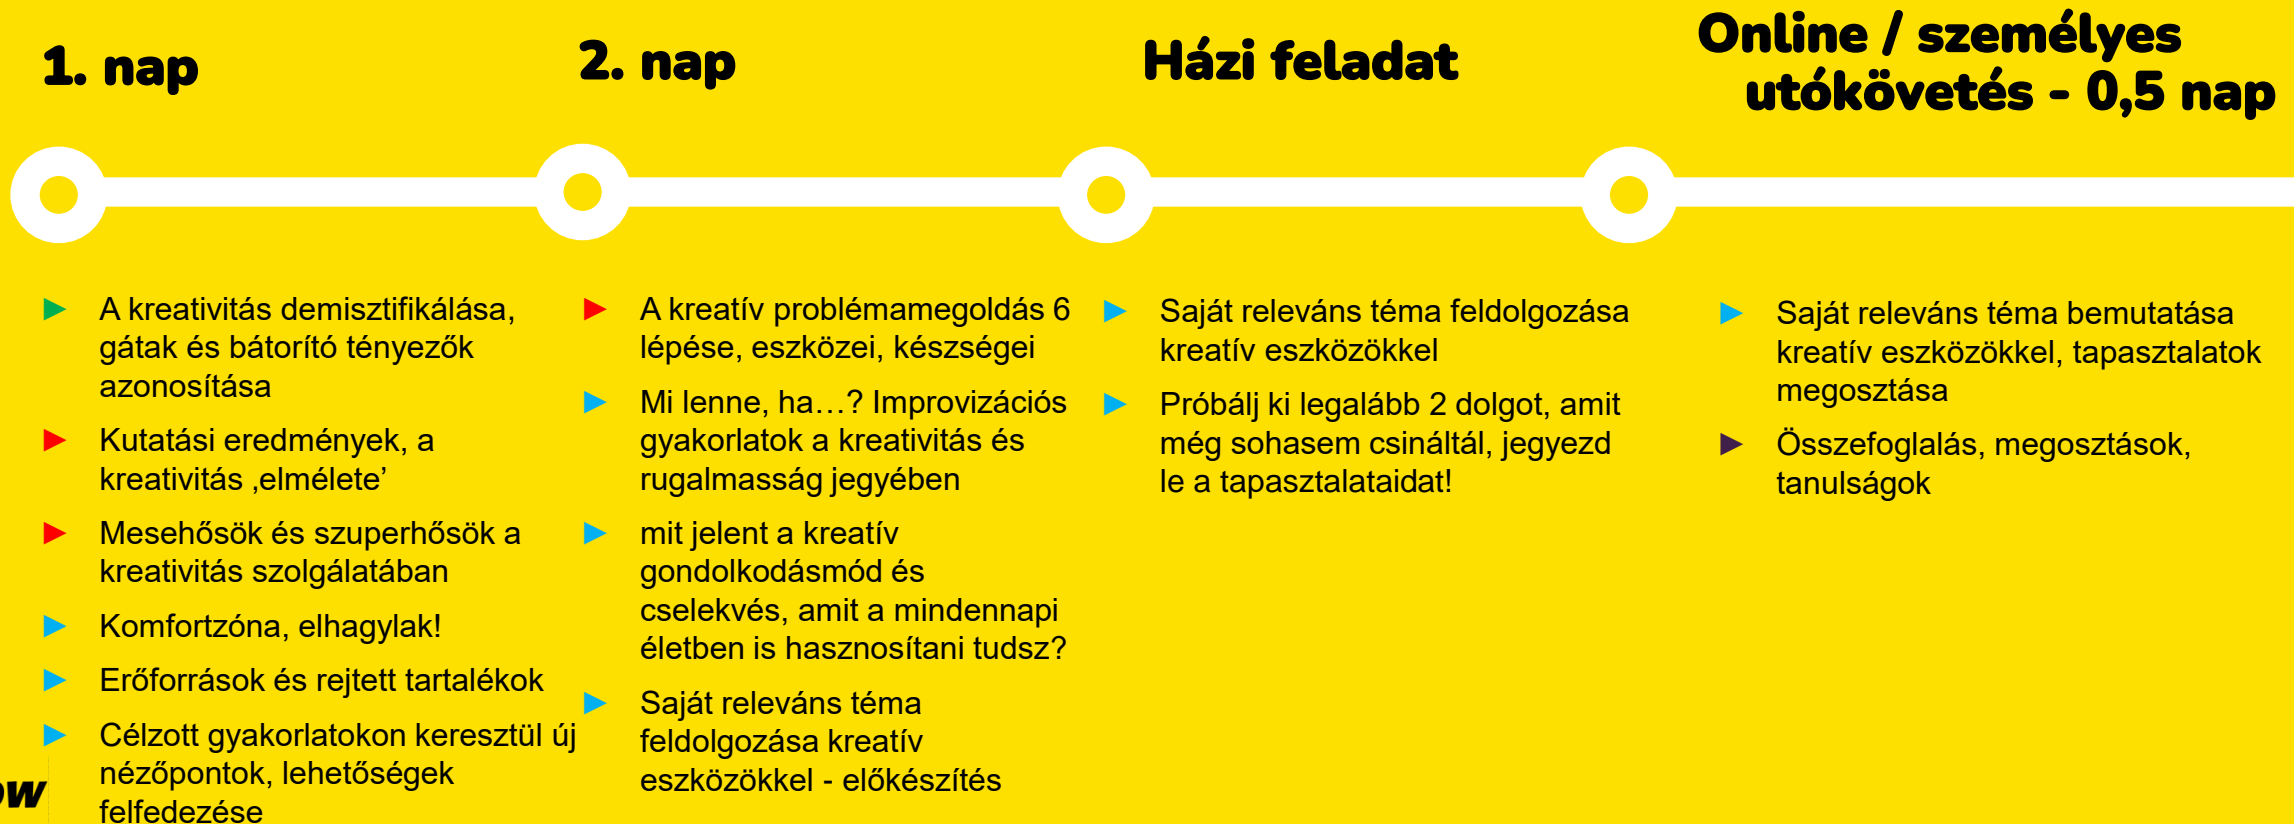 1. nap
A kreativitás demisztifikálása,
gátak és bátorító tényezők
azonosítása
Kutatási eredmények, a
kreativitás ‚elmélete’
Mesehősök és szuperhősök a
kreativitás szolgálatában
Komfortzóna, elhagylak!
Erőforrások és rejtett tartalékok
Célzott gyakorlatokon keresztül új
nézőpontok, lehetőségek
felfedezése
2. nap
A kreatív problémamegoldás 6
lépése, eszközei, készségei
Mi lenne, ha…? Improvizációs
gyakorlatok a kreativitás és
rugalmasság jegyében
mit jelent a kreatív
gondolkodásmód és
cselekvés, amit a mindennapi
életben is hasznosítani tudsz?
Saját releváns téma
feldolgozása kreatív
eszközökkel - előkészítés
Házi feladat
Saját releváns téma feldolgozása
kreatív eszközökkel
Próbálj ki legalább 2 dolgot, amit
még sohasem csináltál, jegyezd
le a tapasztalataidat!
Online / személyes
utókövetés - 0,5 nap
Saját releváns téma bemutatása
kreatív eszközökkel, tapasztalatok
megosztása
Összefoglalás, megosztások,
tanulságok